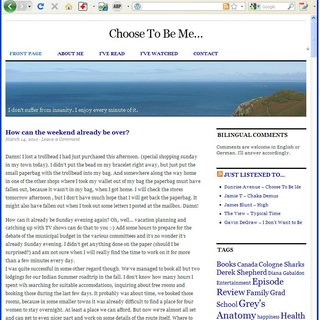 Choose To Be Me...
FRONT PAGE ABOUT ME I'VE READ I'VE WATCHED CONTACT
I don't suffer from insanity. I enjoy every minute of it.
How can the weekend already be over?
March 14, 2010 · Leave a Comment
Damn! I lost a trollbead I had just purchased this afternoon. (special shopping sunday
in my town today). I didn't put the bead on my bracelet right away, but just put the
small paperbag with the trollbead into my bag. And somewhere along the way home
in one of the other shops where I took my wallet out of my bag the paperbag must have
fallen out, because it wasn't in my bag, when I got home. I will check the stores
tomorrow afternoon , but I don't have much hope that I will get back the paperbag. It
might also have fallen out when I took out some letters I posted at the mailbox. Damn!
How can it already be Sunday evening again? Oh, well... vacation planning and
catching up with TV shows can do that to you :-) Add some hours to prepare for the
debate of the municipal budget in the various committees and it's no wonder it's
already Sunday evening. I didn't get anything done on the paper (should I be
surprised?) and am not sure when I will really find the time to work on it for more
than a few minutes every day.
I was quite successful in some other regard though. We've managed to book all but two
lodgings for our Indian Summer roadtrip in the fall. I don't know how many hours I
spent wih searching for suitable accomodations, inquiring about free rooms and
booking those during the last few days. It probably was about time, we booked those
rooms, because in some smaller towns it was already difficult to find a place for four
women to stay overnight. At least a place we can afford. But now we're almost all set
and can get to even nicer part and work on some details of the route itself. Where to
BILINGUAL COMMENTS
Comments are welcome in English or
German. I'll answer accordingly.
JUST LISTENED TO...
Sunrise Avenue – Choose To Be Me
Jamie T – Chaka Demus
James Blunt – High
The View – Typical Time
Gavin DeGraw – I Don't Want To Be
TAGS
Books Canada Cologne Sharks
Derek Shepherd Diana Gabaldon
Entertainment Episode
Review Family Grad
School Grey's
Anatomy happiness Health